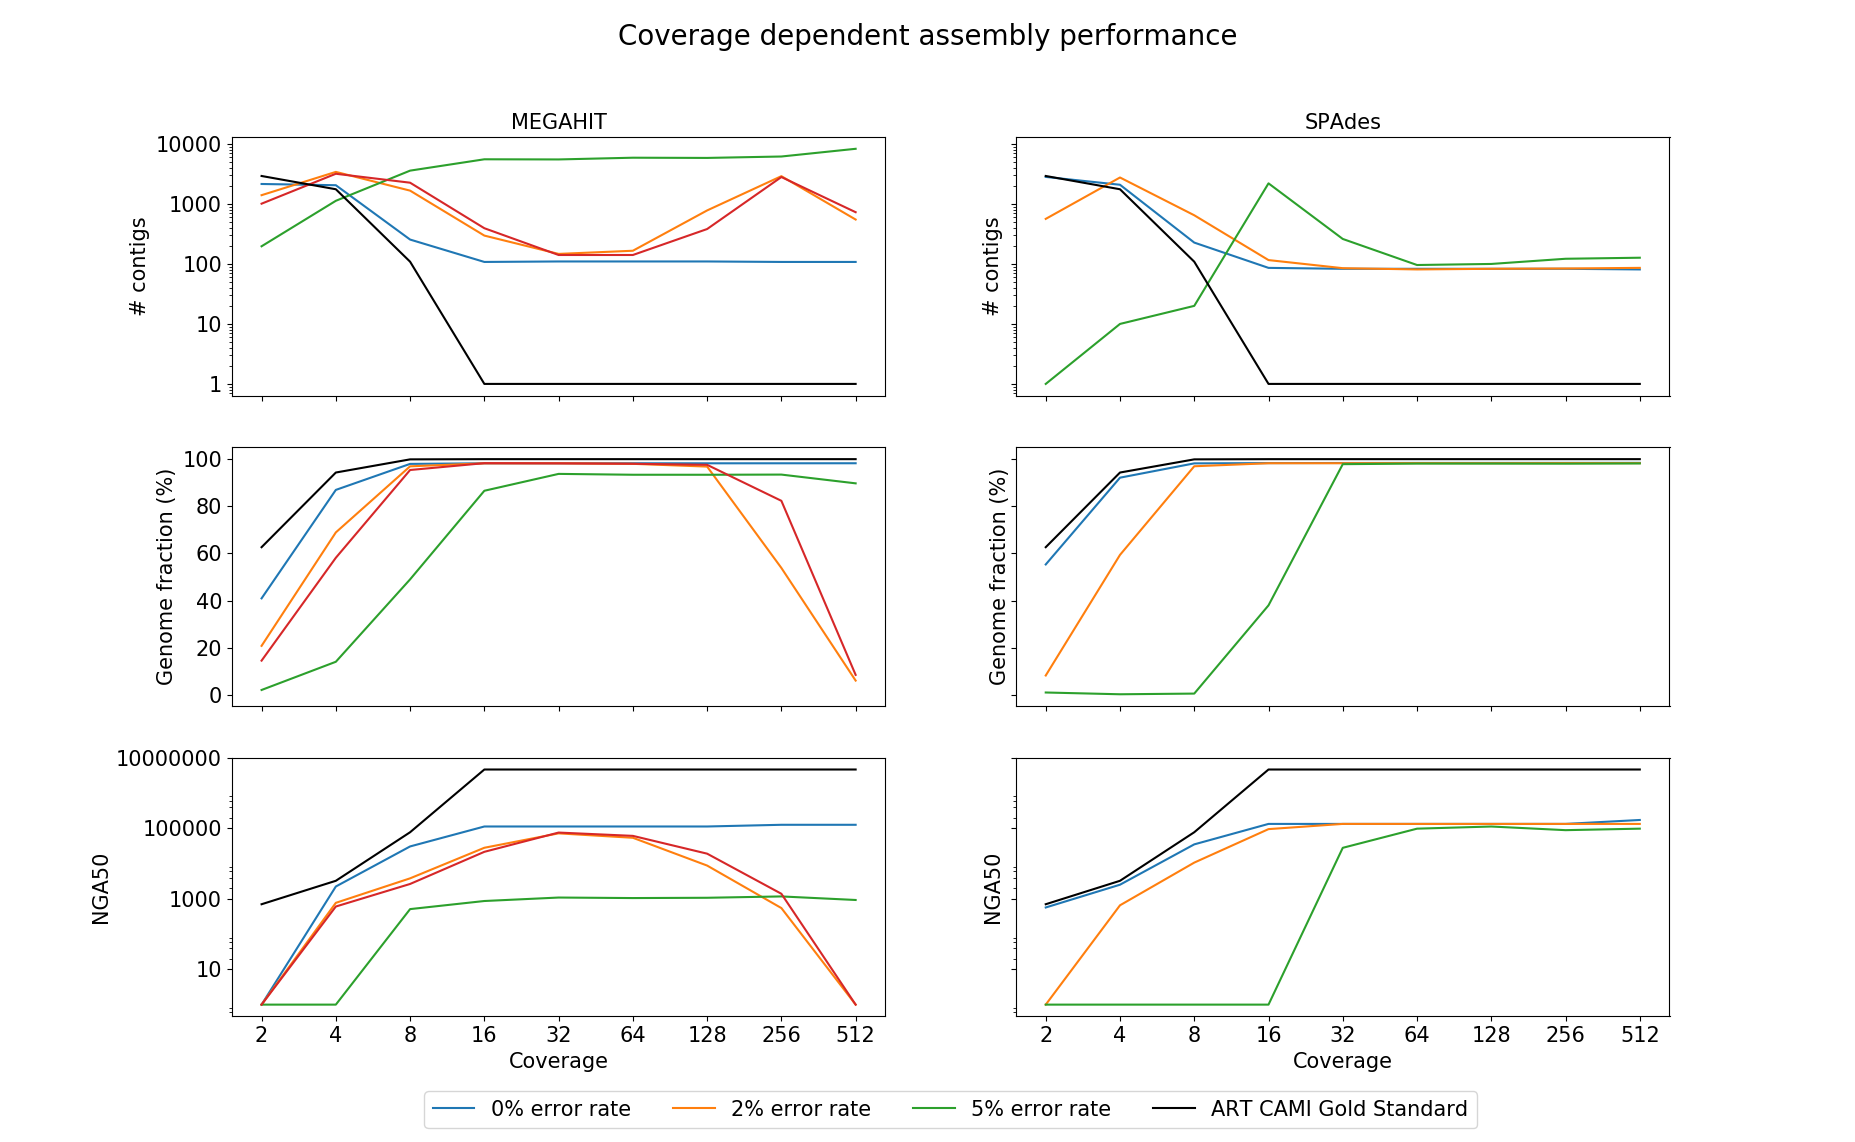 Coverage dependent assembly performance
MEGAHIT
SPAdes
# contigs
10000
1000
100
10
1
# contigs
Genome fraction (%)
100
80
60
40
20
0
Genome fraction (%)
NGA50
10000000
100000
1000
10
NGA50
2 4 8 16 32 64 128 256 512
Coverage
2 4 8 16 32 64 128 256 512
Coverage
0% error rate 2% error rate 5% error rate ART CAMI Gold Standard